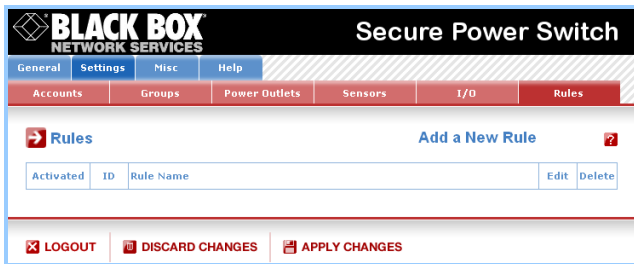 BLACK BOX
NETWORK SERVICES
Secure Power Switch
General Settings Misc Help
Accounts Groups Power Outlets Sensors I/O Rules
Rules Add a New Rule ?
Activated ID Rule Name Edit Delete
LOGOUT DISCARD CHANGES APPLY CHANGES